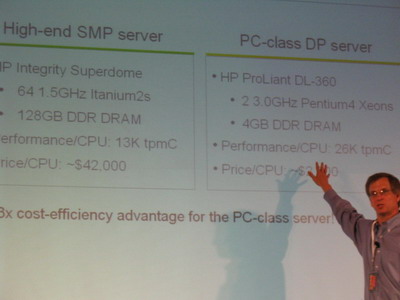 High-end SMP server
PC-class DP server
HP Integrity Superdome
64 1.5GHz Itanium2s
128GB DDR DRAM
Performance/CPU: 13K tpmC
Price/CPU: ~$42,000
• HP ProLiant DL-360
• 2 3.0GHz Pentium4 Xeons
• 4GB DDR DRAM
• Performance/CPU: 26K tpmC
• Price/CPU: ~$
3x cost-efficiency advantage for the PC-class server!